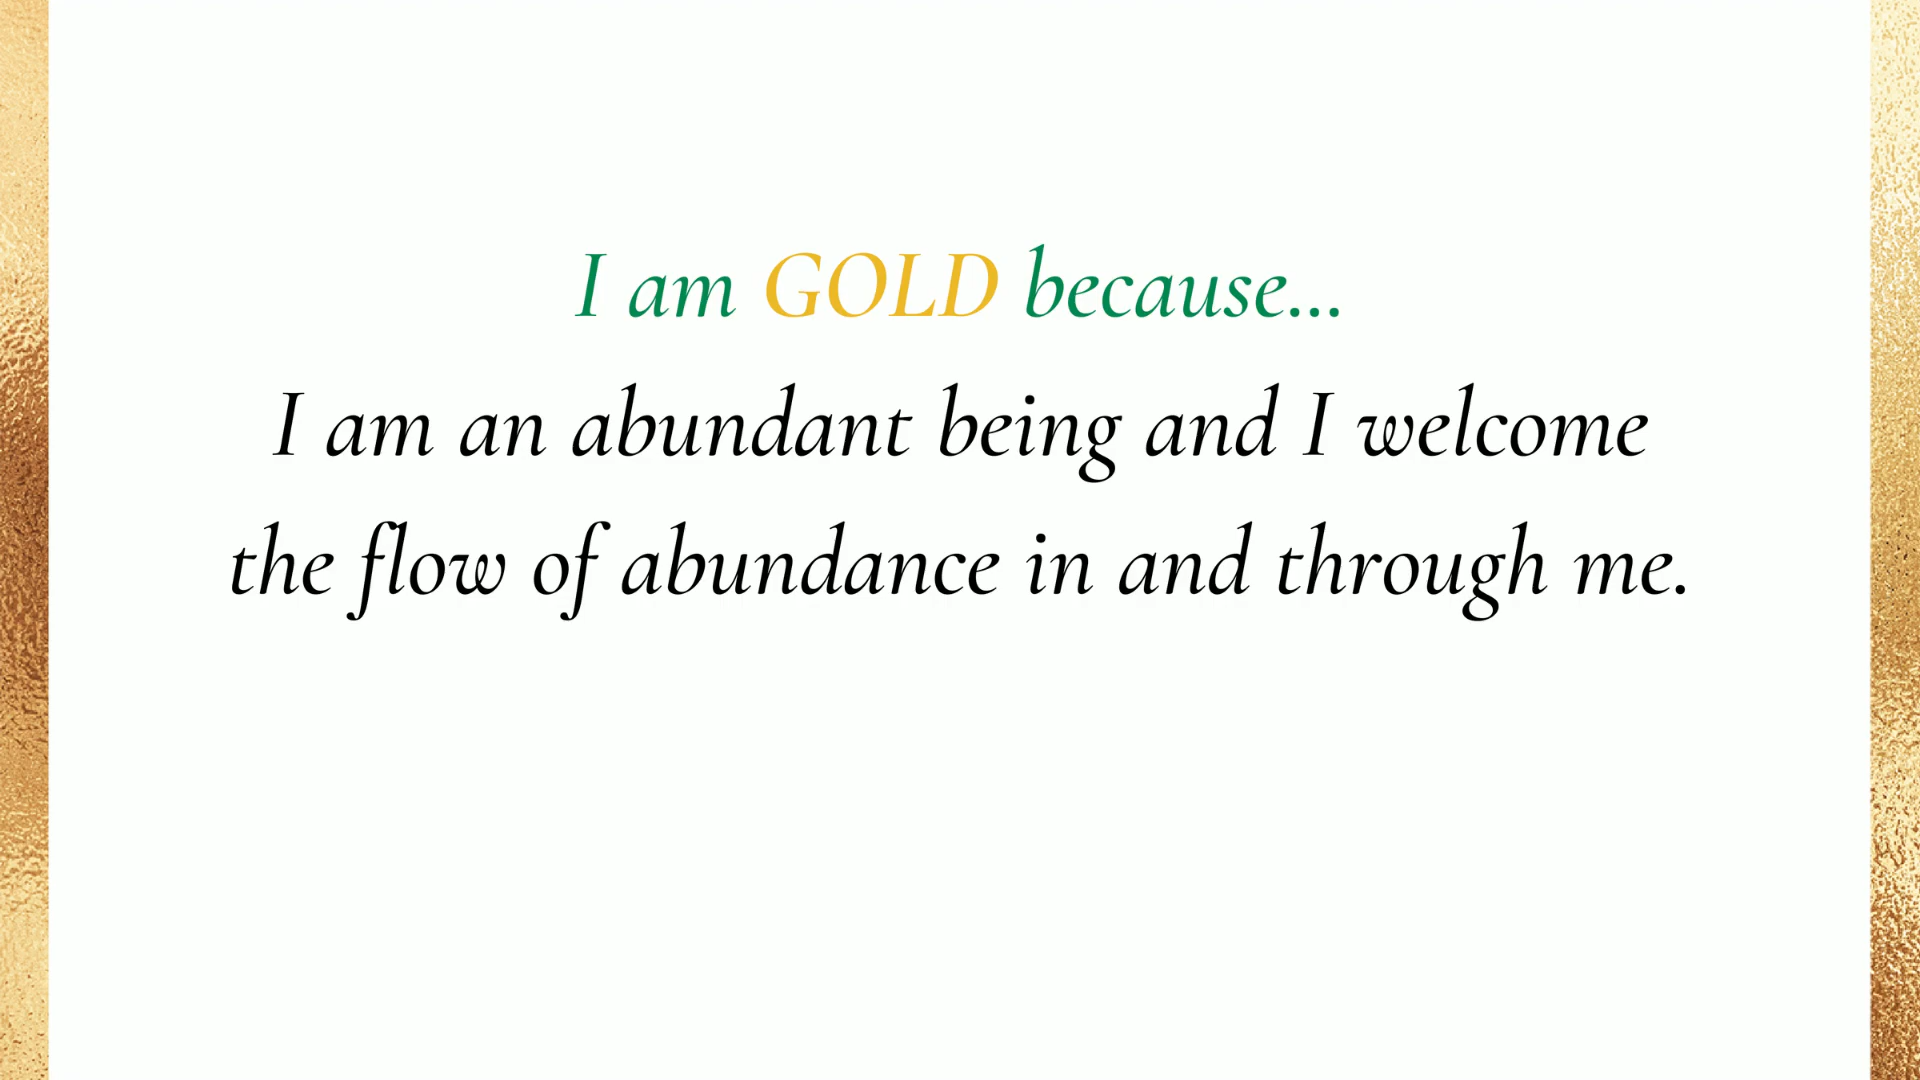 I am GOLD because...
I am an abundant being and I welcome
the flow of abundance in and through me.